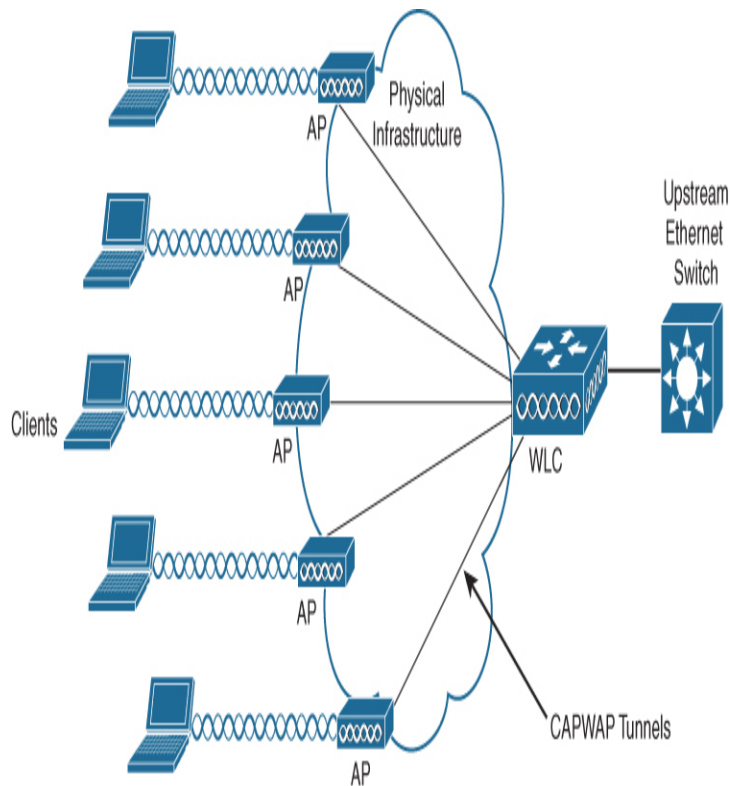 AP
Physical
Infrastructure
Upstream
Ethernet
Switch
AP
Clients
AP
WLC
AP
CAPWAP Tunnels
AP